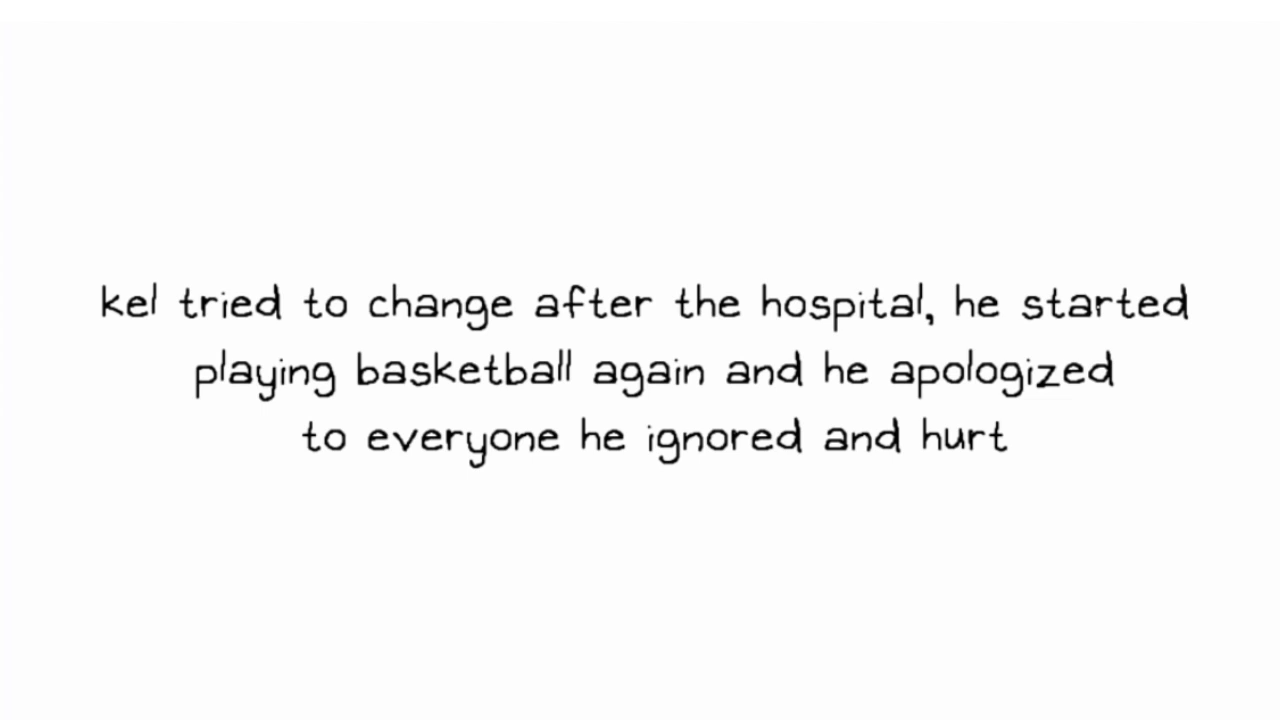 kel tried to change after the hospital, he started
playing basketball again and he apologized
to everyone he ignored and hurt